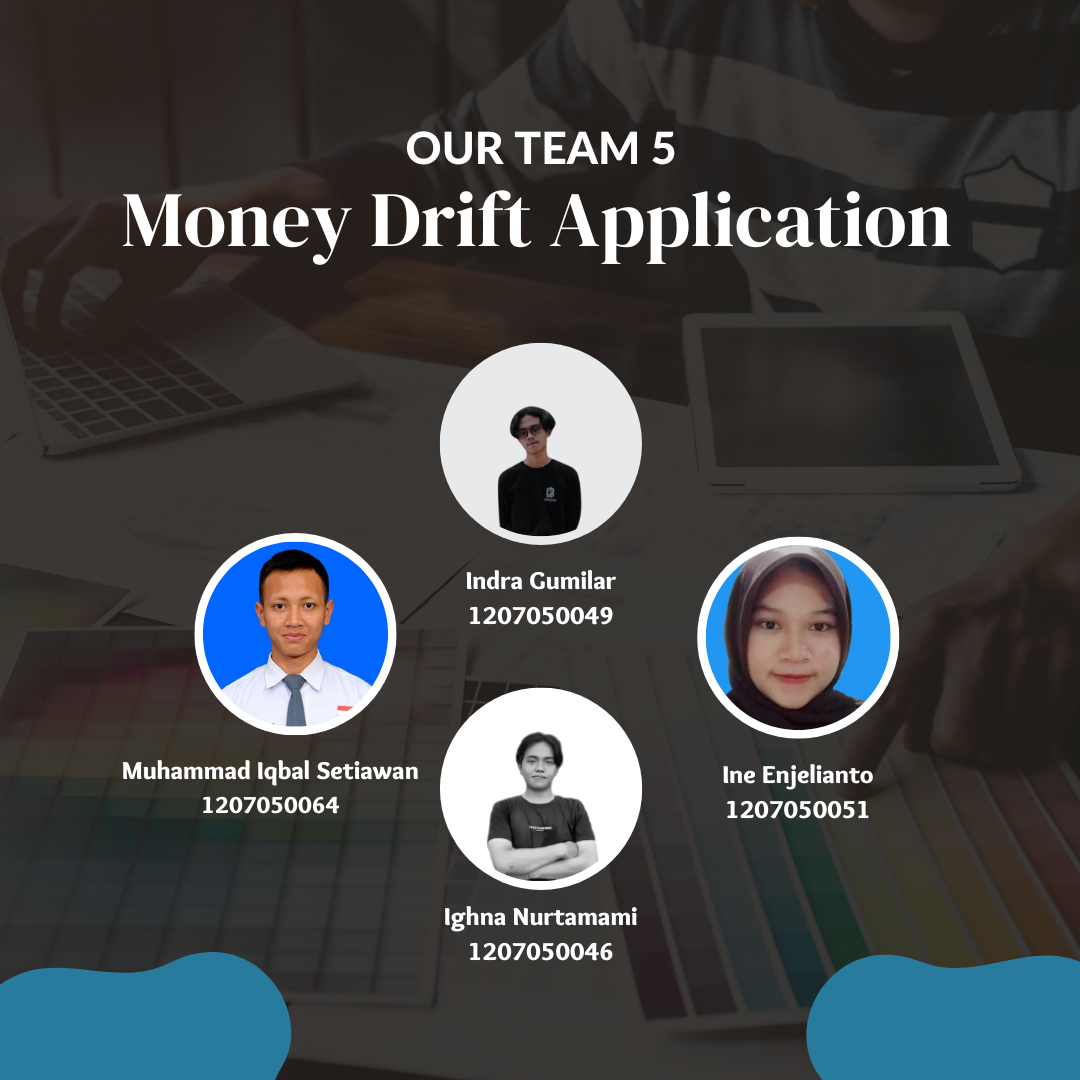 OUR TEAM 5
Money Drift Application
Indra Gumilar
1207050049
Muhammad Iqbal Setiawan
1207050064
Ine Enjelianto
1207050051
Ighna Nurtamami
1207050046